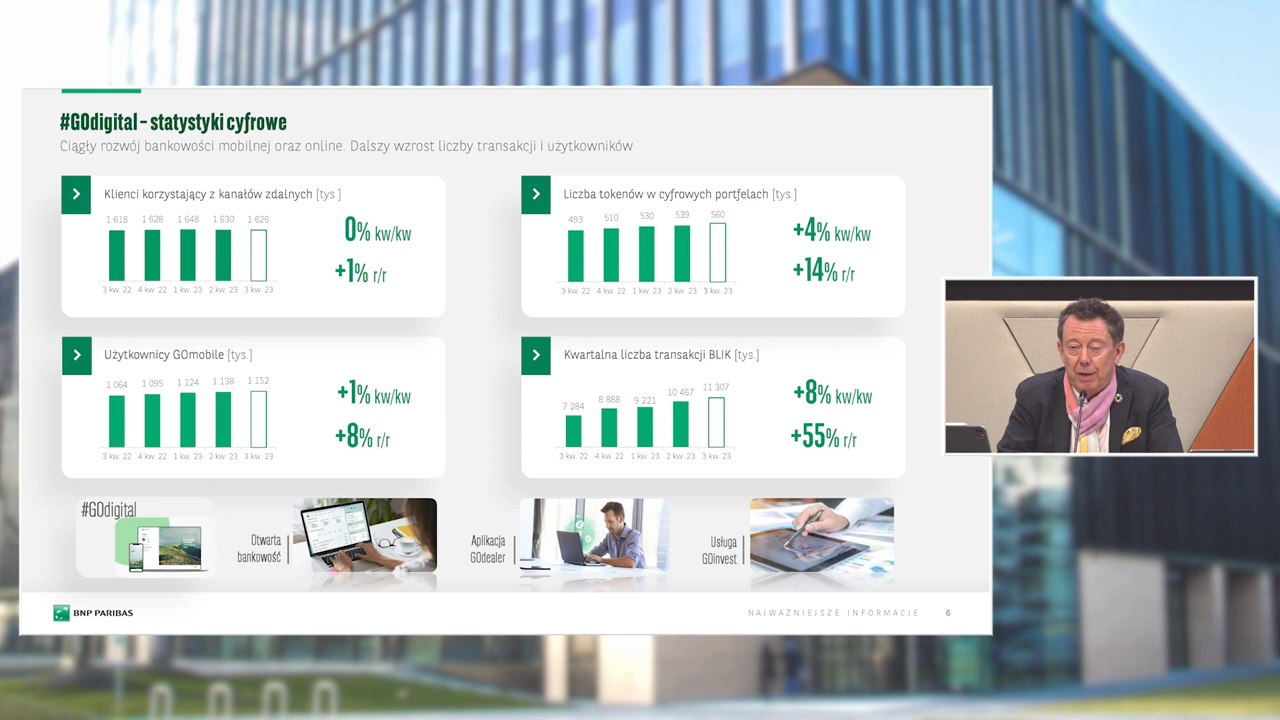 #GOdigital – statystyki cyfrowe
Ciągły rozwój bankowości mobilnej oraz online. Dalszy wzrost liczby transakcji i użytkowników
Klienci korzystający z kanałów zdalnych [tys.]
1 618 1 628 1 648 1 630 1 626
3 kw. 22 4 kw. 22 1 kw. 23 2 kw. 23 3 kw. 23
0% kw/kw
+1% r/r
Liczba tokenów w cyfrowych portfelach [tys.]
493 510 530 539 560
3 kw. 22 4 kw. 22 1 kw. 23 2 kw. 23 3 kw. 23
+4% kw/kw
+14% r/r
Użytkownicy GOmobile [tys.]
1 064 1 095 1 124 1 138 1 152
3 kw. 22 4 kw. 22 1 kw. 23 2 kw. 23 3 kw. 23
+1% kw/kw
+8% r/r
Kwartalna liczba transakcji BLIK [tys.]
7 284 8 888 9 221 10 467 11 307
3 kw. 22 4 kw. 22 1 kw. 23 2 kw. 23 3 kw. 23
+8% kw/kw
+55% r/r
#GOdigital
Otwarta
bankowość
Aplikacja
GOdealer
Usługa
GOinvest
BNP PARIBAS
NAJWAŻNIEJSZE INFORMACJE 6